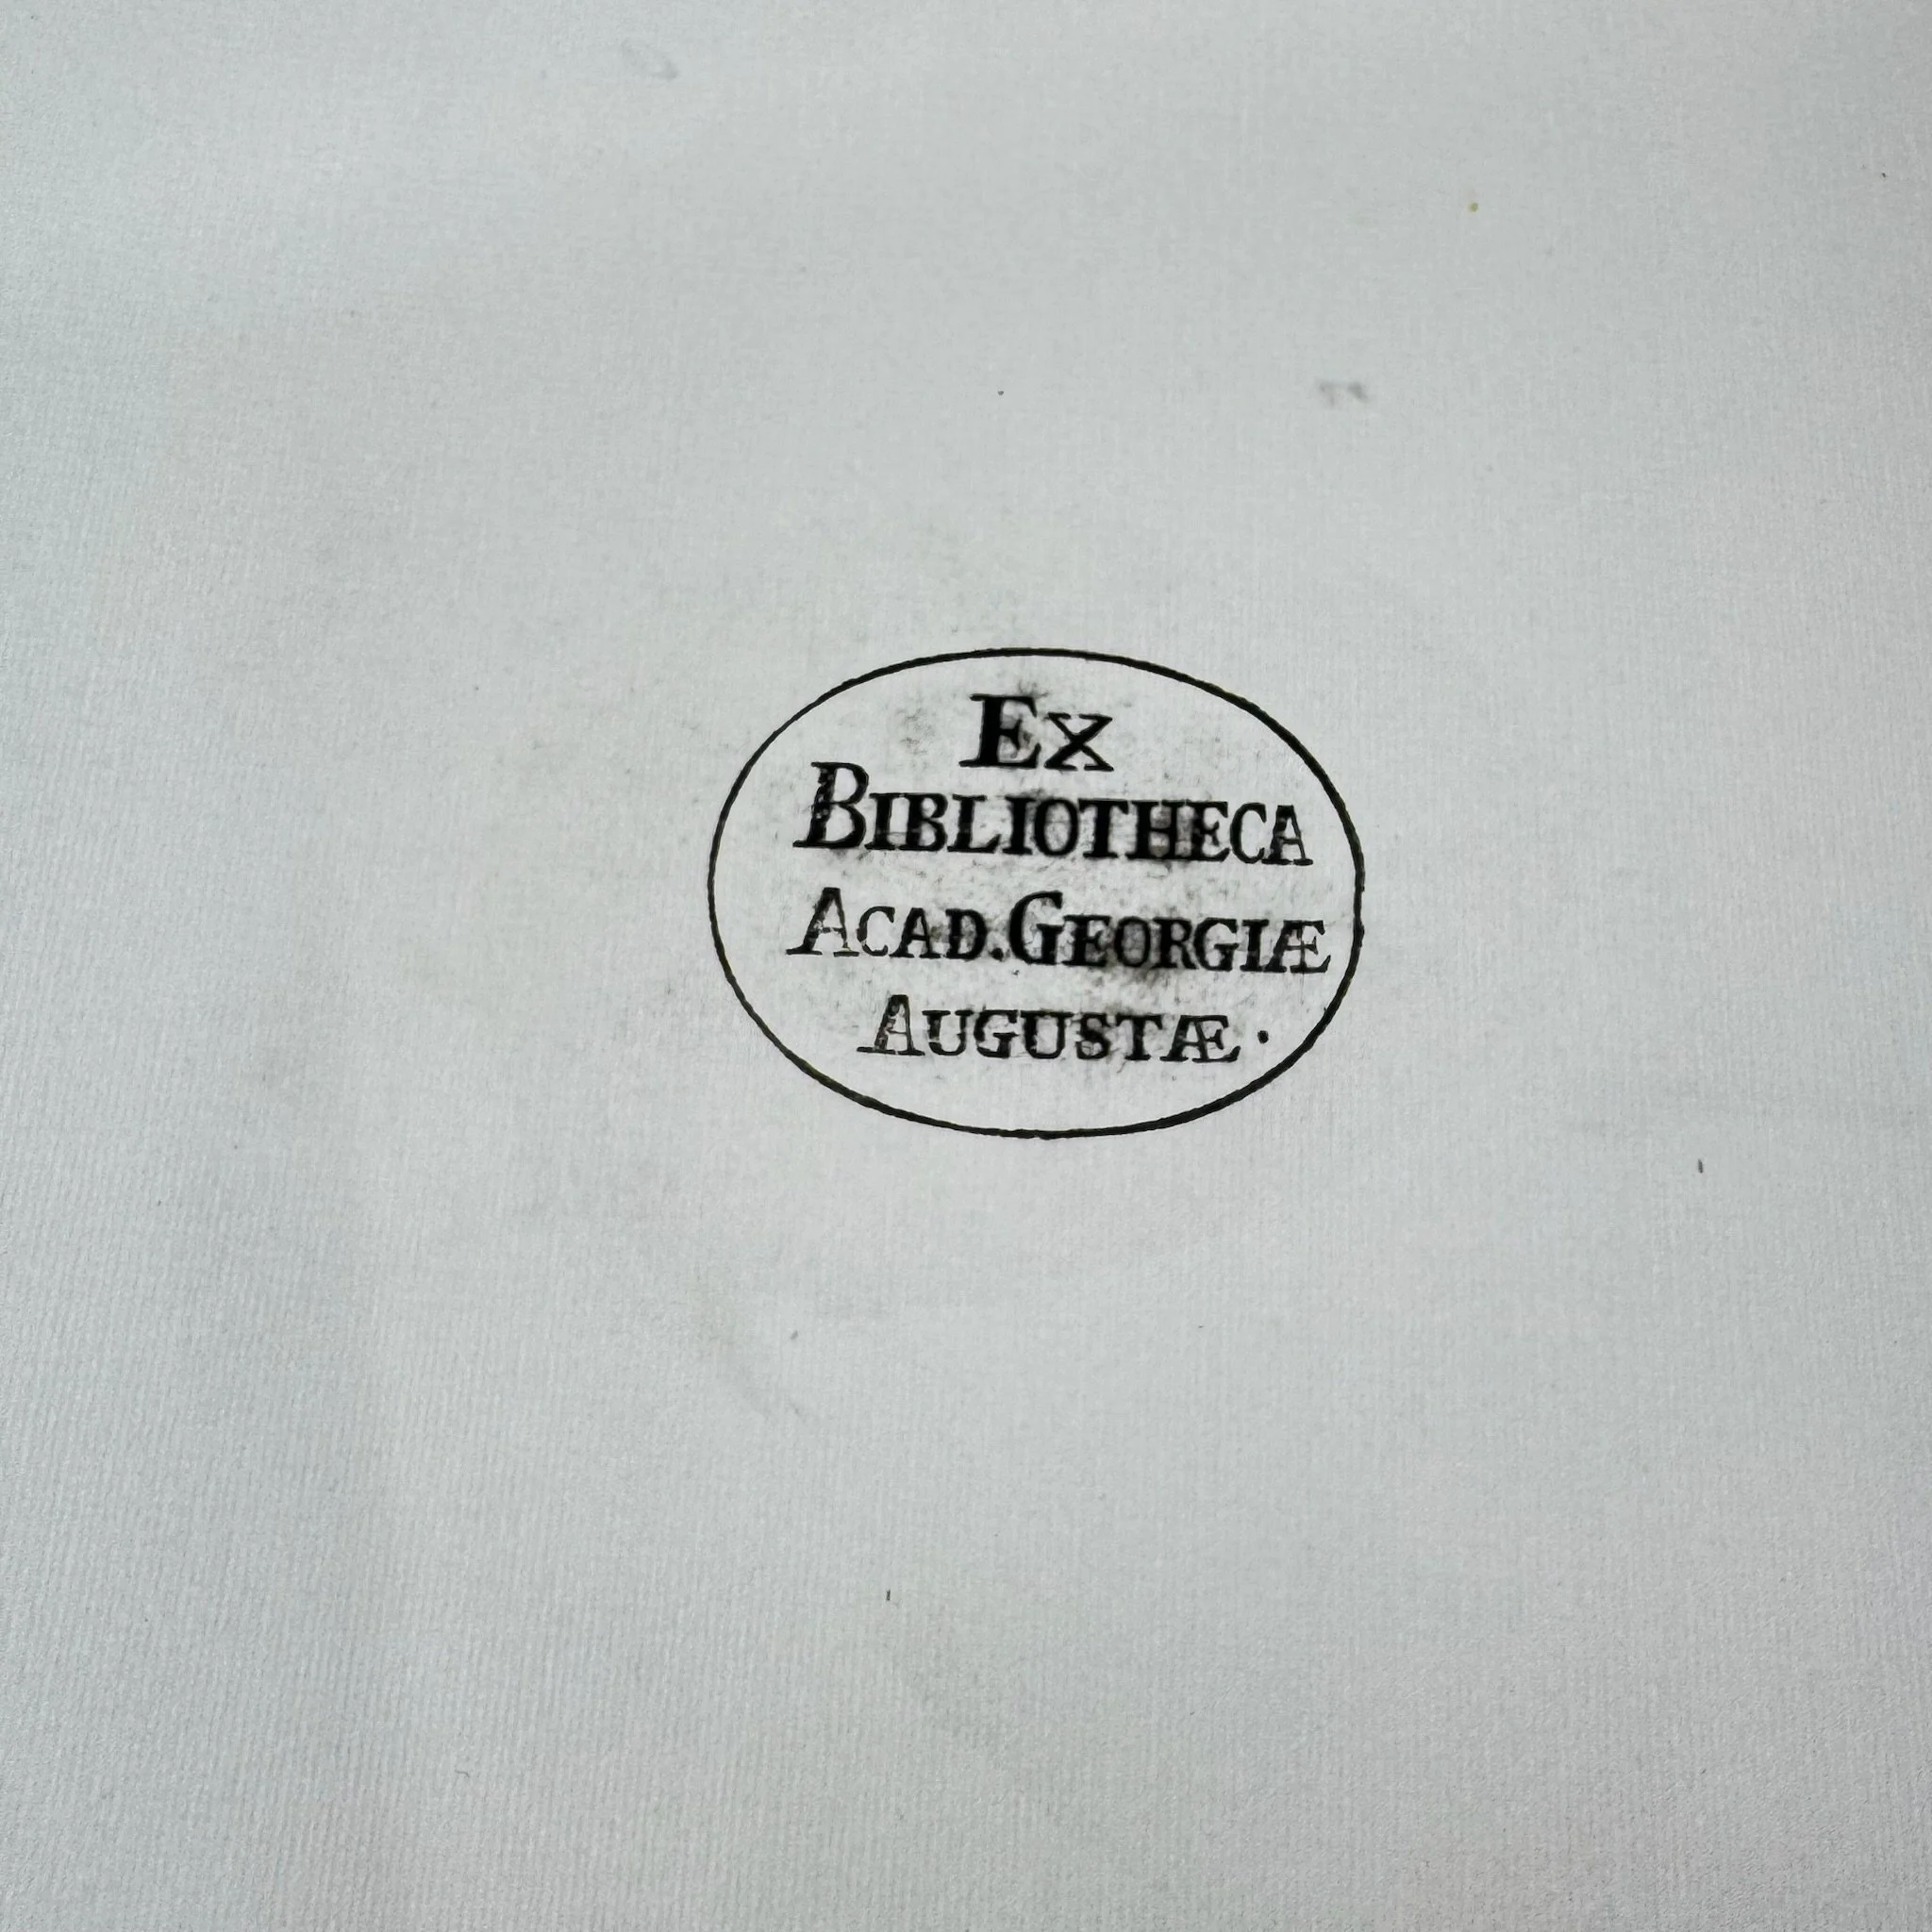 EX
BIBLIOTHECA
ACAD. GEORGIÆ
AUGUSTÆ.